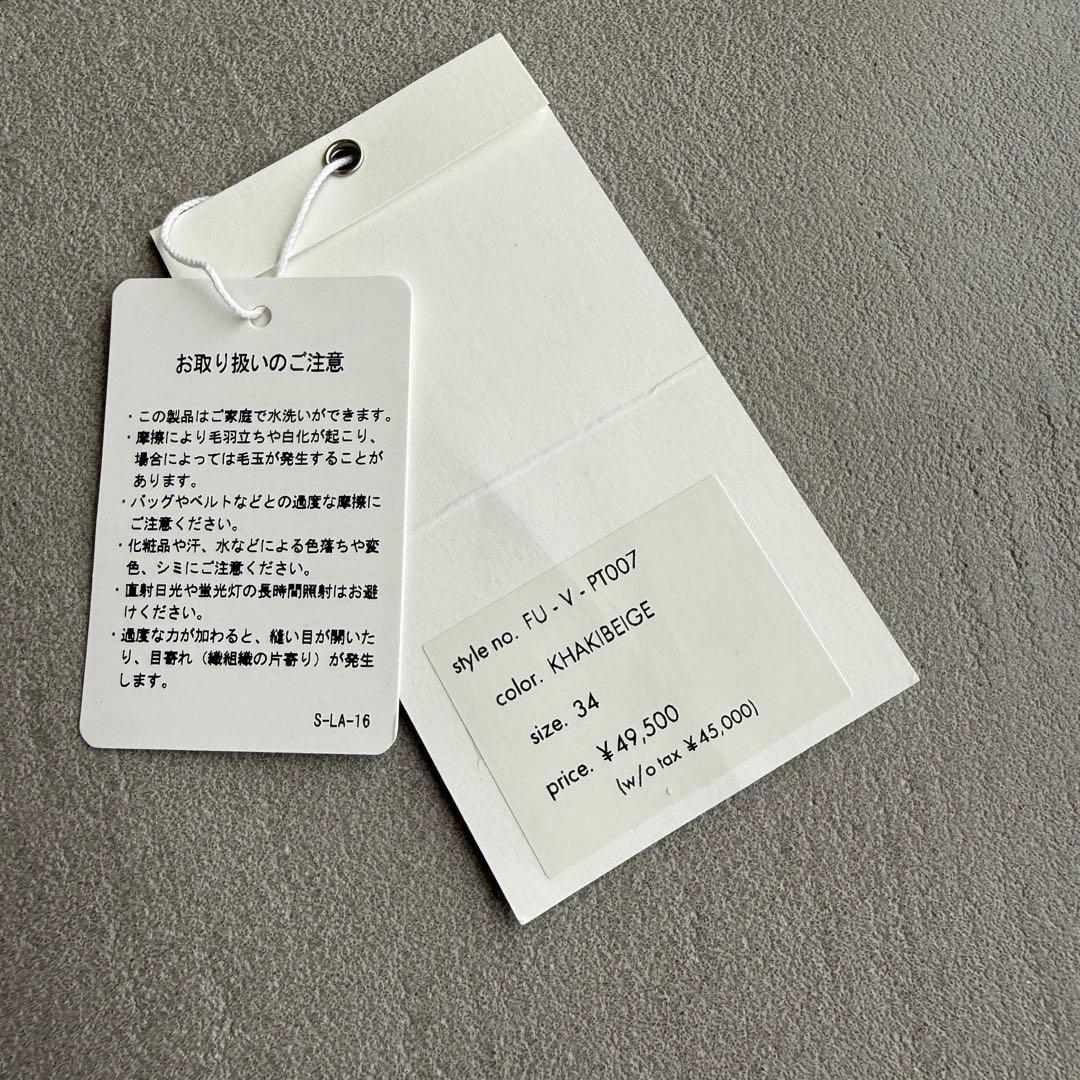 お取り扱いのご注意
・この製品はご家庭で水洗いができます。
・摩擦により毛羽立ちや白化が起こり、
場合によっては毛玉が発生することが
あります。
・バッグやベルトなどとの過度な摩擦に
ご注意ください。
・化粧品や汗、水などによる色落ちや変
色、シミにご注意ください。
・直射日光や蛍光灯の長時間照射はお避
けください。
・過度な力が加わると、縫い目が開いた
り、目寄れ（織組織の片寄り）が発生
します。
S-LA-16
style no. FU - V - PT007
color. KHAKIBEIGE
size. 34
price. ¥49,500
(w/o tax ¥45,000)